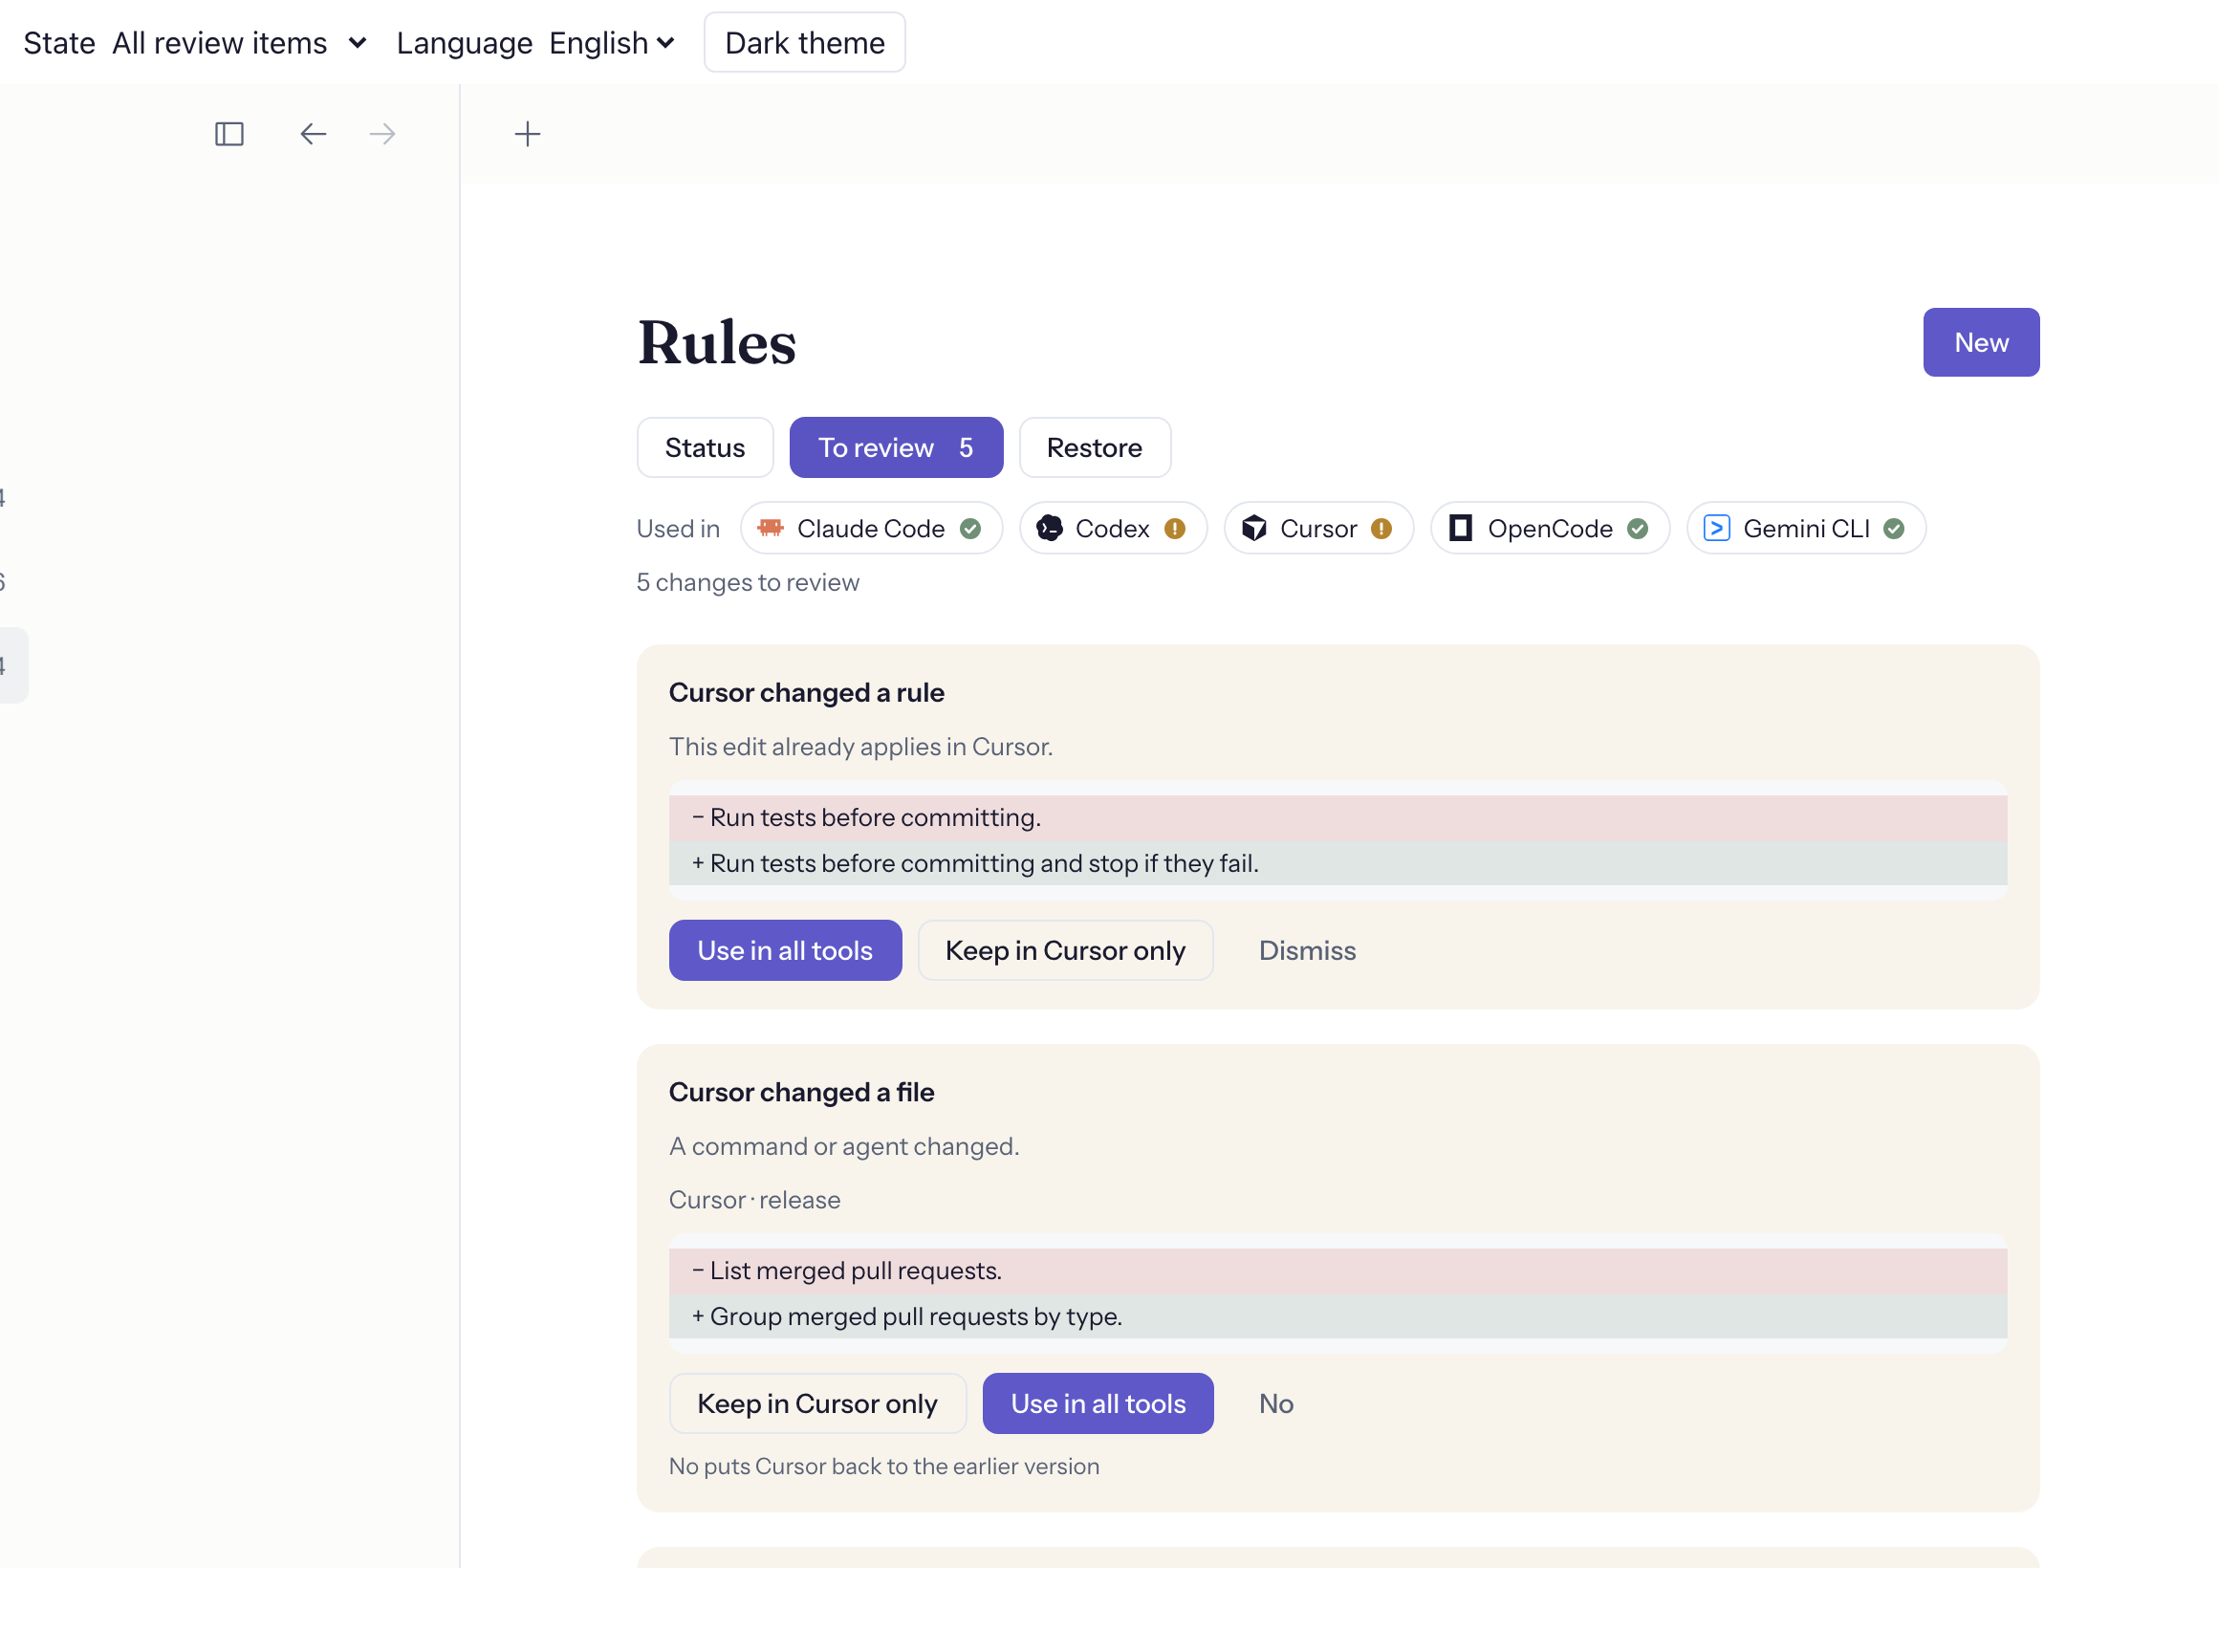 State All review items Language English Dark theme
Rules New
Status To review 5 Restore
Used in Claude Code Codex Cursor OpenCode Gemini CLI
5 changes to review
Cursor changed a rule
This edit already applies in Cursor.
− Run tests before committing.
+ Run tests before committing and stop if they fail.
Use in all tools Keep in Cursor only Dismiss
Cursor changed a file
A command or agent changed.
Cursor · release
− List merged pull requests.
+ Group merged pull requests by type.
Keep in Cursor only Use in all tools No
No puts Cursor back to the earlier version